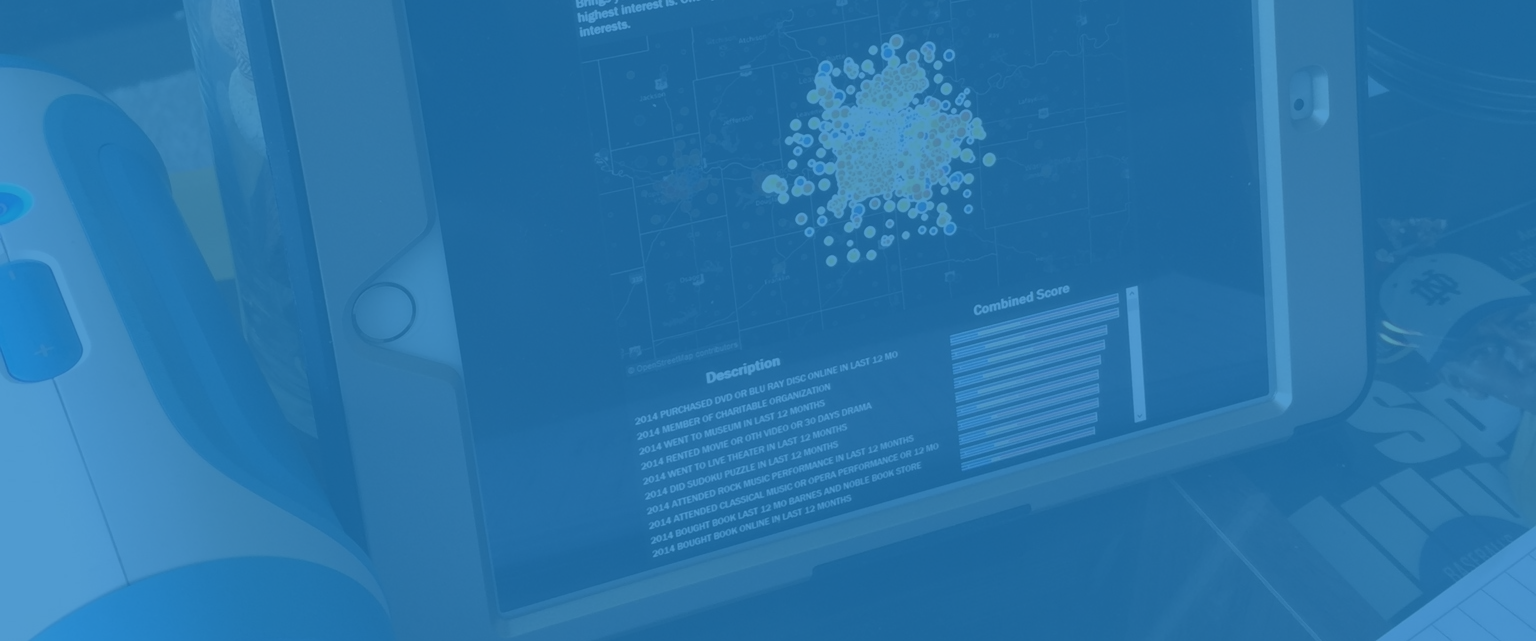 highest interest is.
interests.
Combined Score
© OpenStreetMap contributors
Description
2014 PURCHASED DVD OR BLU RAY DISC ONLINE IN LAST 12 MO
2014 MEMBER OF CHARITABLE ORGANIZATION
2014 WENT TO MUSEUM IN LAST 12 MONTHS
2014 RENTED MOVIE OR OTH VIDEO OR 30 DAYS DRAMA
2014 WENT TO LIVE THEATER IN LAST 12 MONTHS
2014 DID SUDOKU PUZZLE IN LAST 12 MONTHS
2014 ATTENDED ROCK MUSIC PERFORMANCE IN LAST 12 MONTHS
2014 ATTENDED CLASSICAL MUSIC OR OPERA PERFORMANCE OR 12 MO
2014 BOUGHT BOOK LAST 12 MO BARNES AND NOBLE BOOK STORE
2014 BOUGHT BOOK ONLINE IN LAST 12 MONTHS